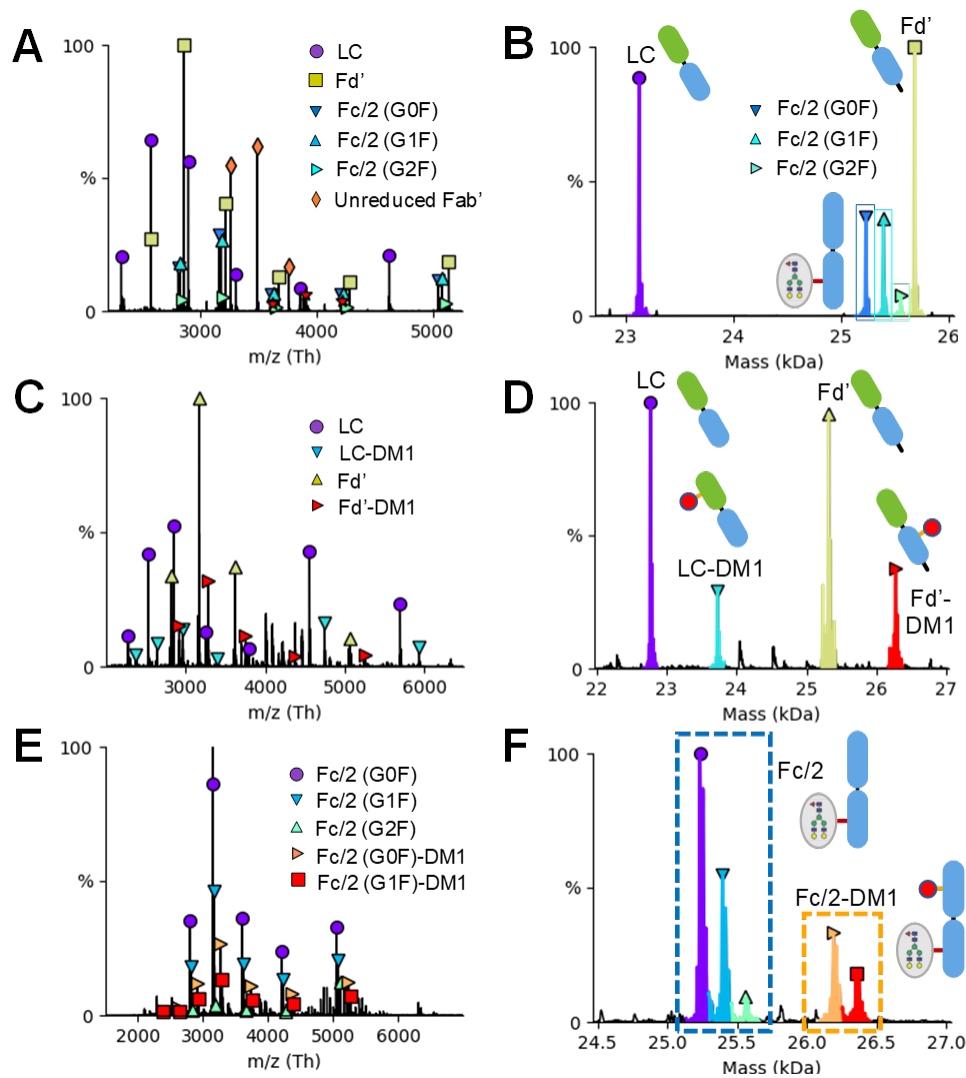 A
100
%
0
3000
4000
5000
m/z (Th)
LC
Fd'
Fc/2 (G0F)
Fc/2 (G1F)
Fc/2 (G2F)
Unreduced Fab'
B
100
%
0
23
24
25
26
Mass (kDa)
LC
Fd'
Fc/2 (G0F)
Fc/2 (G1F)
Fc/2 (G2F)
C
100
%
0
3000
4000
5000
6000
m/z (Th)
LC
LC-DM1
Fd'
Fd'-DM1
D
100
%
0
22
23
24
25
26
27
Mass (kDa)
LC
Fd'
LC-DM1
Fd'-
DM1
E
100
%
0
2000
3000
4000
5000
6000
m/z (Th)
Fc/2 (G0F)
Fc/2 (G1F)
Fc/2 (G2F)
Fc/2 (G0F)-DM1
Fc/2 (G1F)-DM1
F
100
%
0
24.5
25.0
25.5
26.0
26.5
27.0
Mass (kDa)
Fc/2
Fc/2-DM1